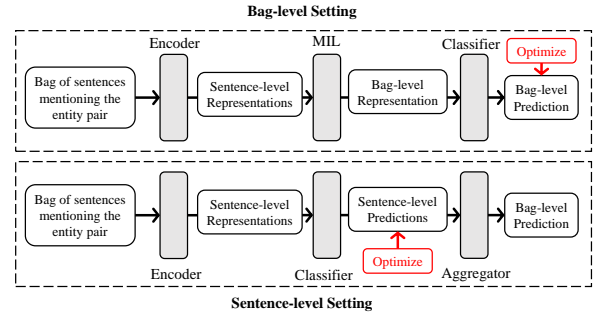 Bag-level Setting
Encoder
MIL
Classifier
Optimize
Bag of sentences
mentioning the
entity pair
Sentence-level
Representations
Bag-level
Representation
Bag-level
Prediction
Bag of sentences
mentioning the
entity pair
Sentence-level
Representations
Sentence-level
Predictions
Bag-level
Prediction
Optimize
Encoder
Classifier
Aggregator
Sentence-level Setting